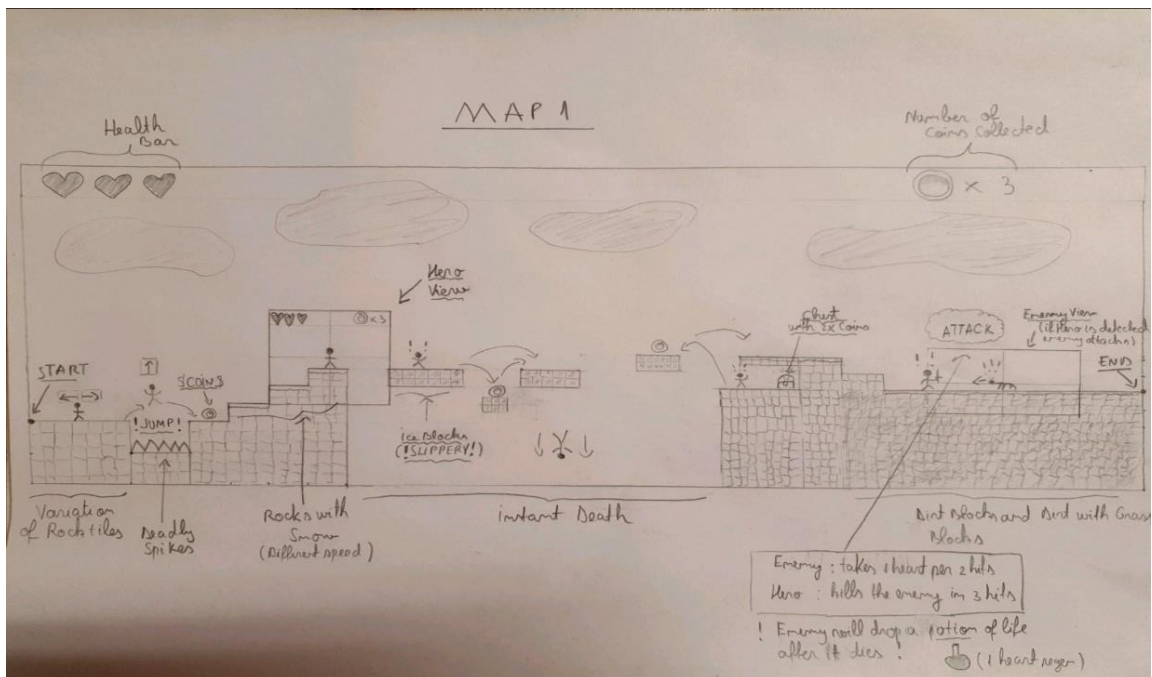 MAP 1
Health
Bar
Number of
Coins Collected
× 3
Hero
View
×3
START
!JUMP!
5COINS
ice Blocks
(!SLIPPERY!)
Chest
with 2x Coins
ATTACK
Enemy View
(if Hero is detected
enemy attacks)
END
Variation
of Rock tiles
Deadly
Spikes
Rocks with
Snow
(Different speed)
instant Death
Dirt Blocks and Dirt with Grass
Blocks
Enemy : takes 1 heart per 2 hits
Hero : kills the enemy in 3 hits
! Enemy will drop a potion of life
after it dies !
(1 heart regen)